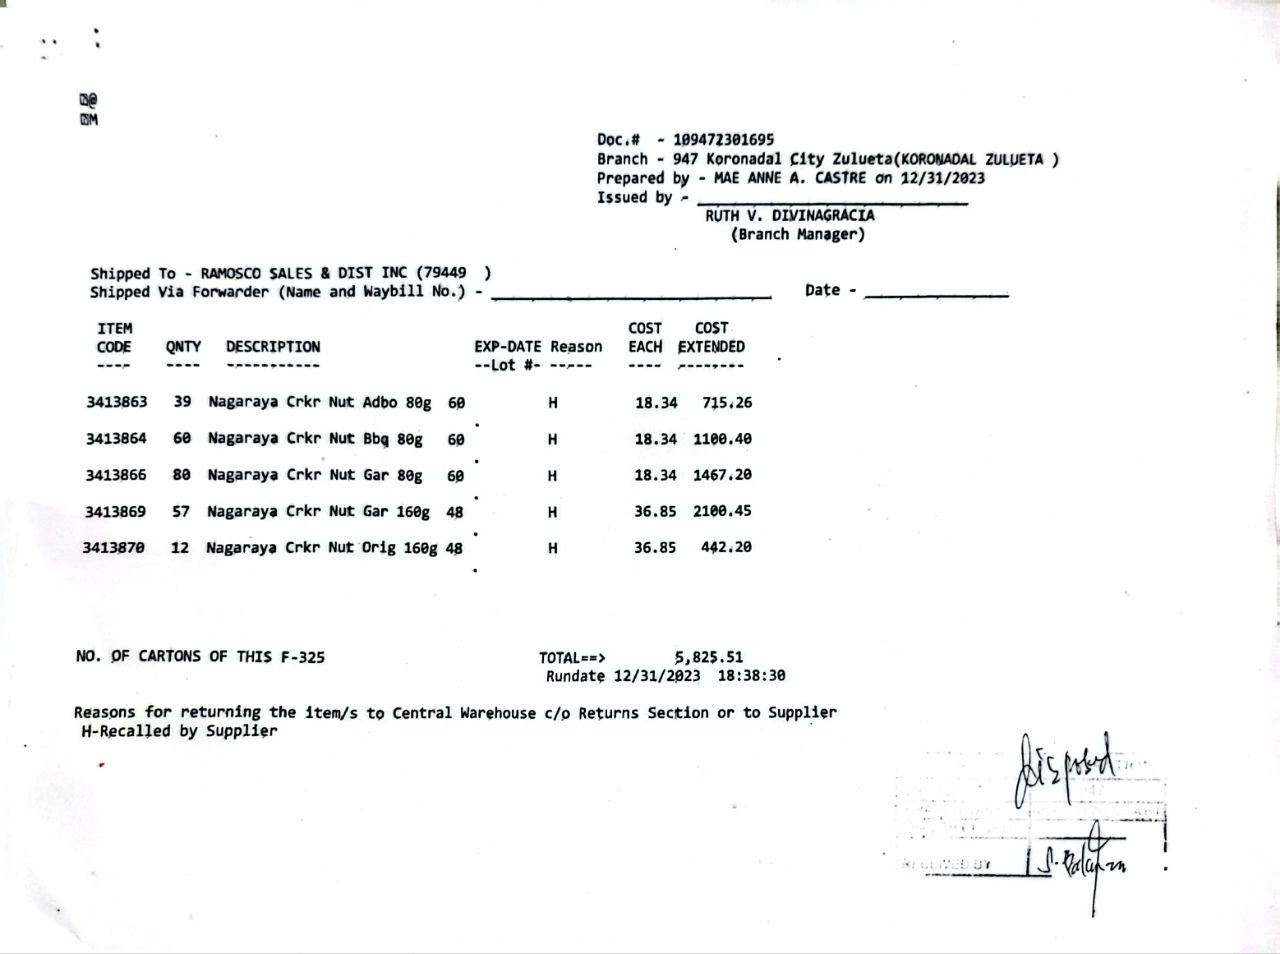 Doc.# - 109472301695
Branch - 947 Koronadal City Zulueta(KORONADAL ZULUETA )
Prepared by - MAE ANNE A. CASTRE on 12/31/2023
Issued by -
RUTH V. DIVINAGRACIA
(Branch Manager)
Shipped To - RAMOSCO SALES & DIST INC (79449 )
Shipped Via Forwarder (Name and Waybill No.) - Date -
ITEM COST COST
CODE QNTY DESCRIPTION EXP-DATE Reason EACH EXTENDED
---- ---- ----------- --Lot #- ------ ---- --------
3413863 39 Nagaraya Crkr Nut Adbo 80g 60 H 18.34 715.26
3413864 60 Nagaraya Crkr Nut Bbq 80g 60 H 18.34 1100.40
3413866 80 Nagaraya Crkr Nut Gar 80g 60 H 18.34 1467.20
3413869 57 Nagaraya Crkr Nut Gar 160g 48 H 36.85 2100.45
3413870 12 Nagaraya Crkr Nut Orig 160g 48 H 36.85 442.20
NO. OF CARTONS OF THIS F-325 TOTAL==> 5,825.51
Rundate 12/31/2023 18:38:30
Reasons for returning the item/s to Central Warehouse c/o Returns Section or to Supplier
H-Recalled by Supplier
Disposed
RECEIVED BY